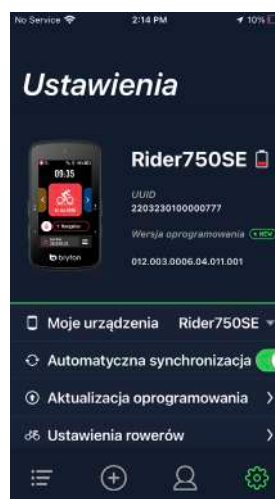 No Service 2:14 PM 10%
Ustawienia
Rider750SE
UUID
2203230100000777
Wersja oprogramowania NEW
012.003.0006.04.011.001
09:35
bryton
Moje urządzenia Rider750SE
Automatyczna synchronizacja
Aktualizacja oprogramowania
Ustawienia rowerów